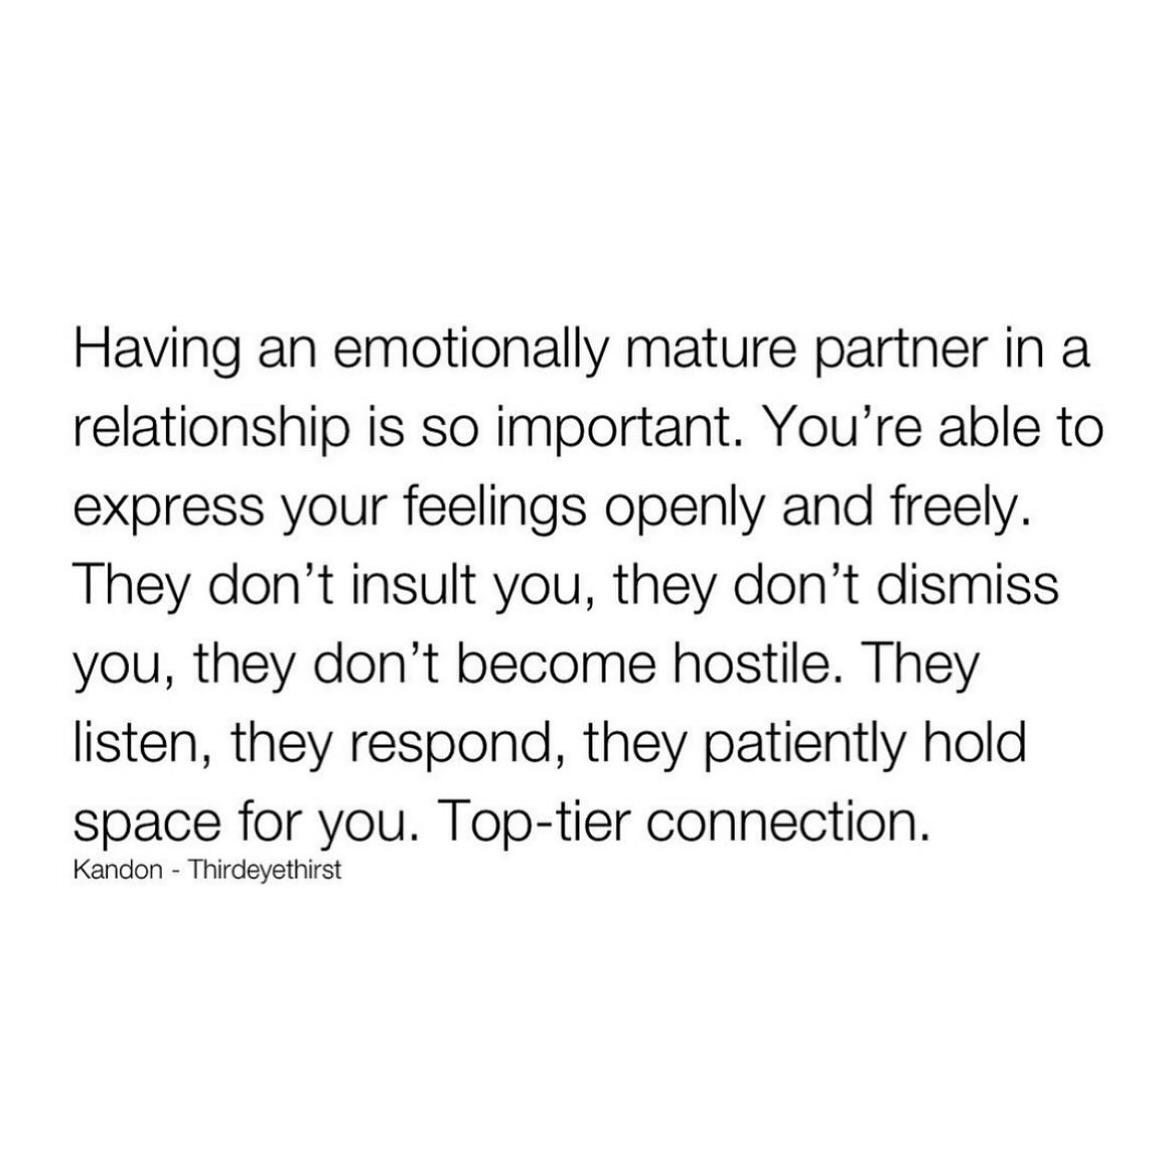 Having an emotionally mature partner in a
relationship is so important. You’re able to
express your feelings openly and freely.
They don’t insult you, they don’t dismiss
you, they don’t become hostile. They
listen, they respond, they patiently hold
space for you. Top-tier connection.
Kandon - Thirdeyethirst